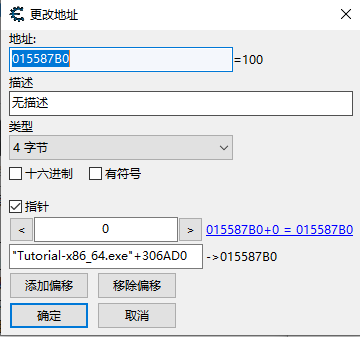 更改地址
地址:
015587B0 =100
描述
无描述
类型
4 字节
十六进制 有符号
指针
< 0 > 015587B0+0 = 015587B0
"Tutorial-x86_64.exe"+306AD0 ->015587B0
添加偏移 移除偏移
确定 取消